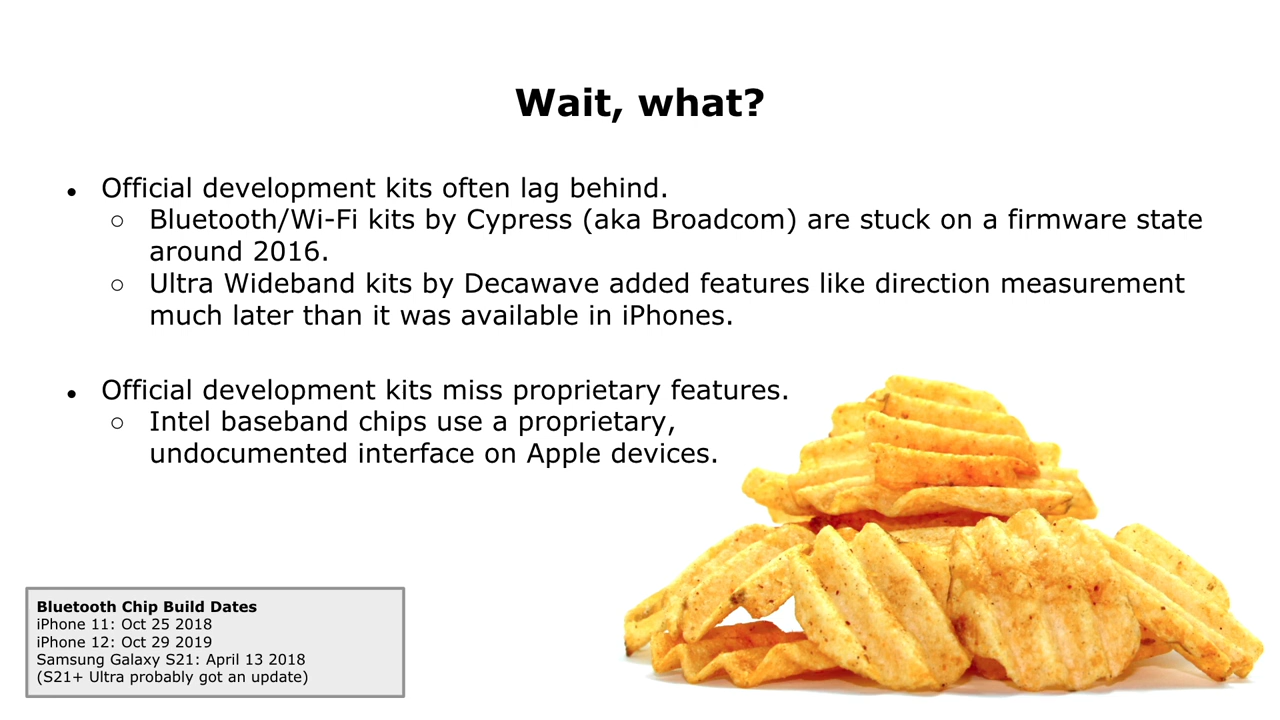 Wait, what?
● Official development kits often lag behind.
○ Bluetooth/Wi-Fi kits by Cypress (aka Broadcom) are stuck on a firmware state
around 2016.
○ Ultra Wideband kits by Decawave added features like direction measurement
much later than it was available in iPhones.
● Official development kits miss proprietary features.
○ Intel baseband chips use a proprietary,
undocumented interface on Apple devices.
Bluetooth Chip Build Dates
iPhone 11: Oct 25 2018
iPhone 12: Oct 29 2019
Samsung Galaxy S21: April 13 2018
(S21+ Ultra probably got an update)